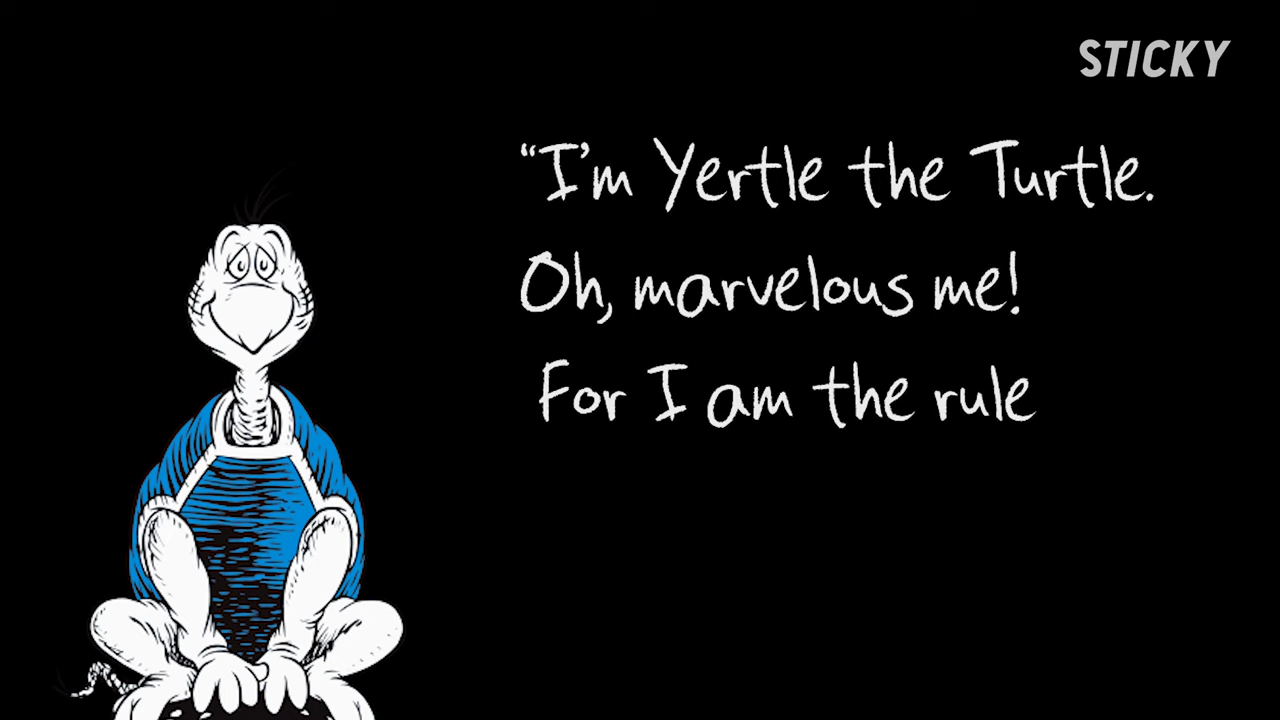 STICKY
“I’m Yertle the Turtle.
Oh, marvelous me!
For I am the rule